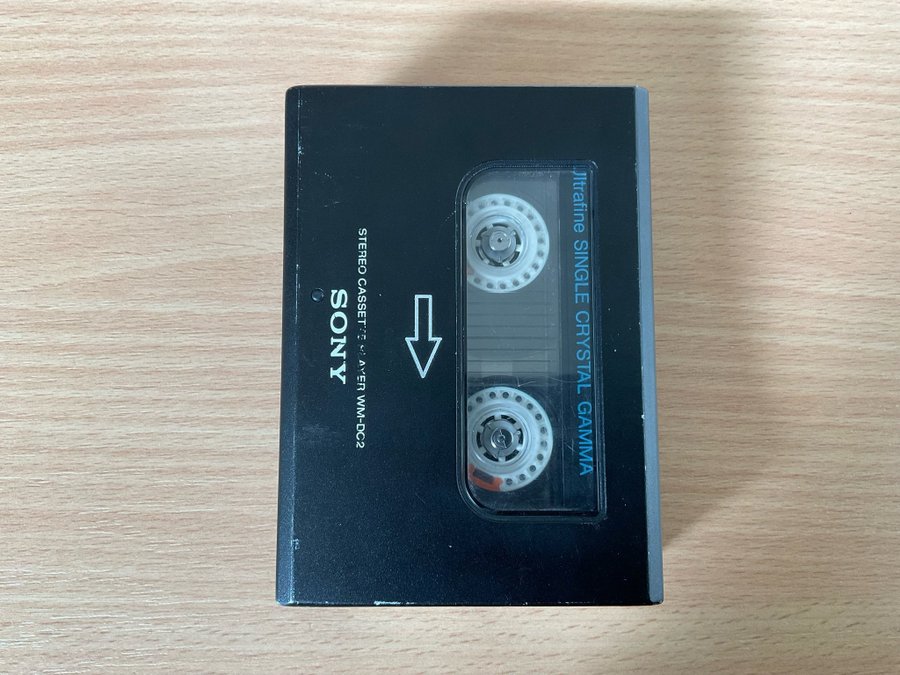 SONY
STEREO CASSETTE PLAYER WM-DC2
Ultrafine SINGLE CRYSTAL GAMMA